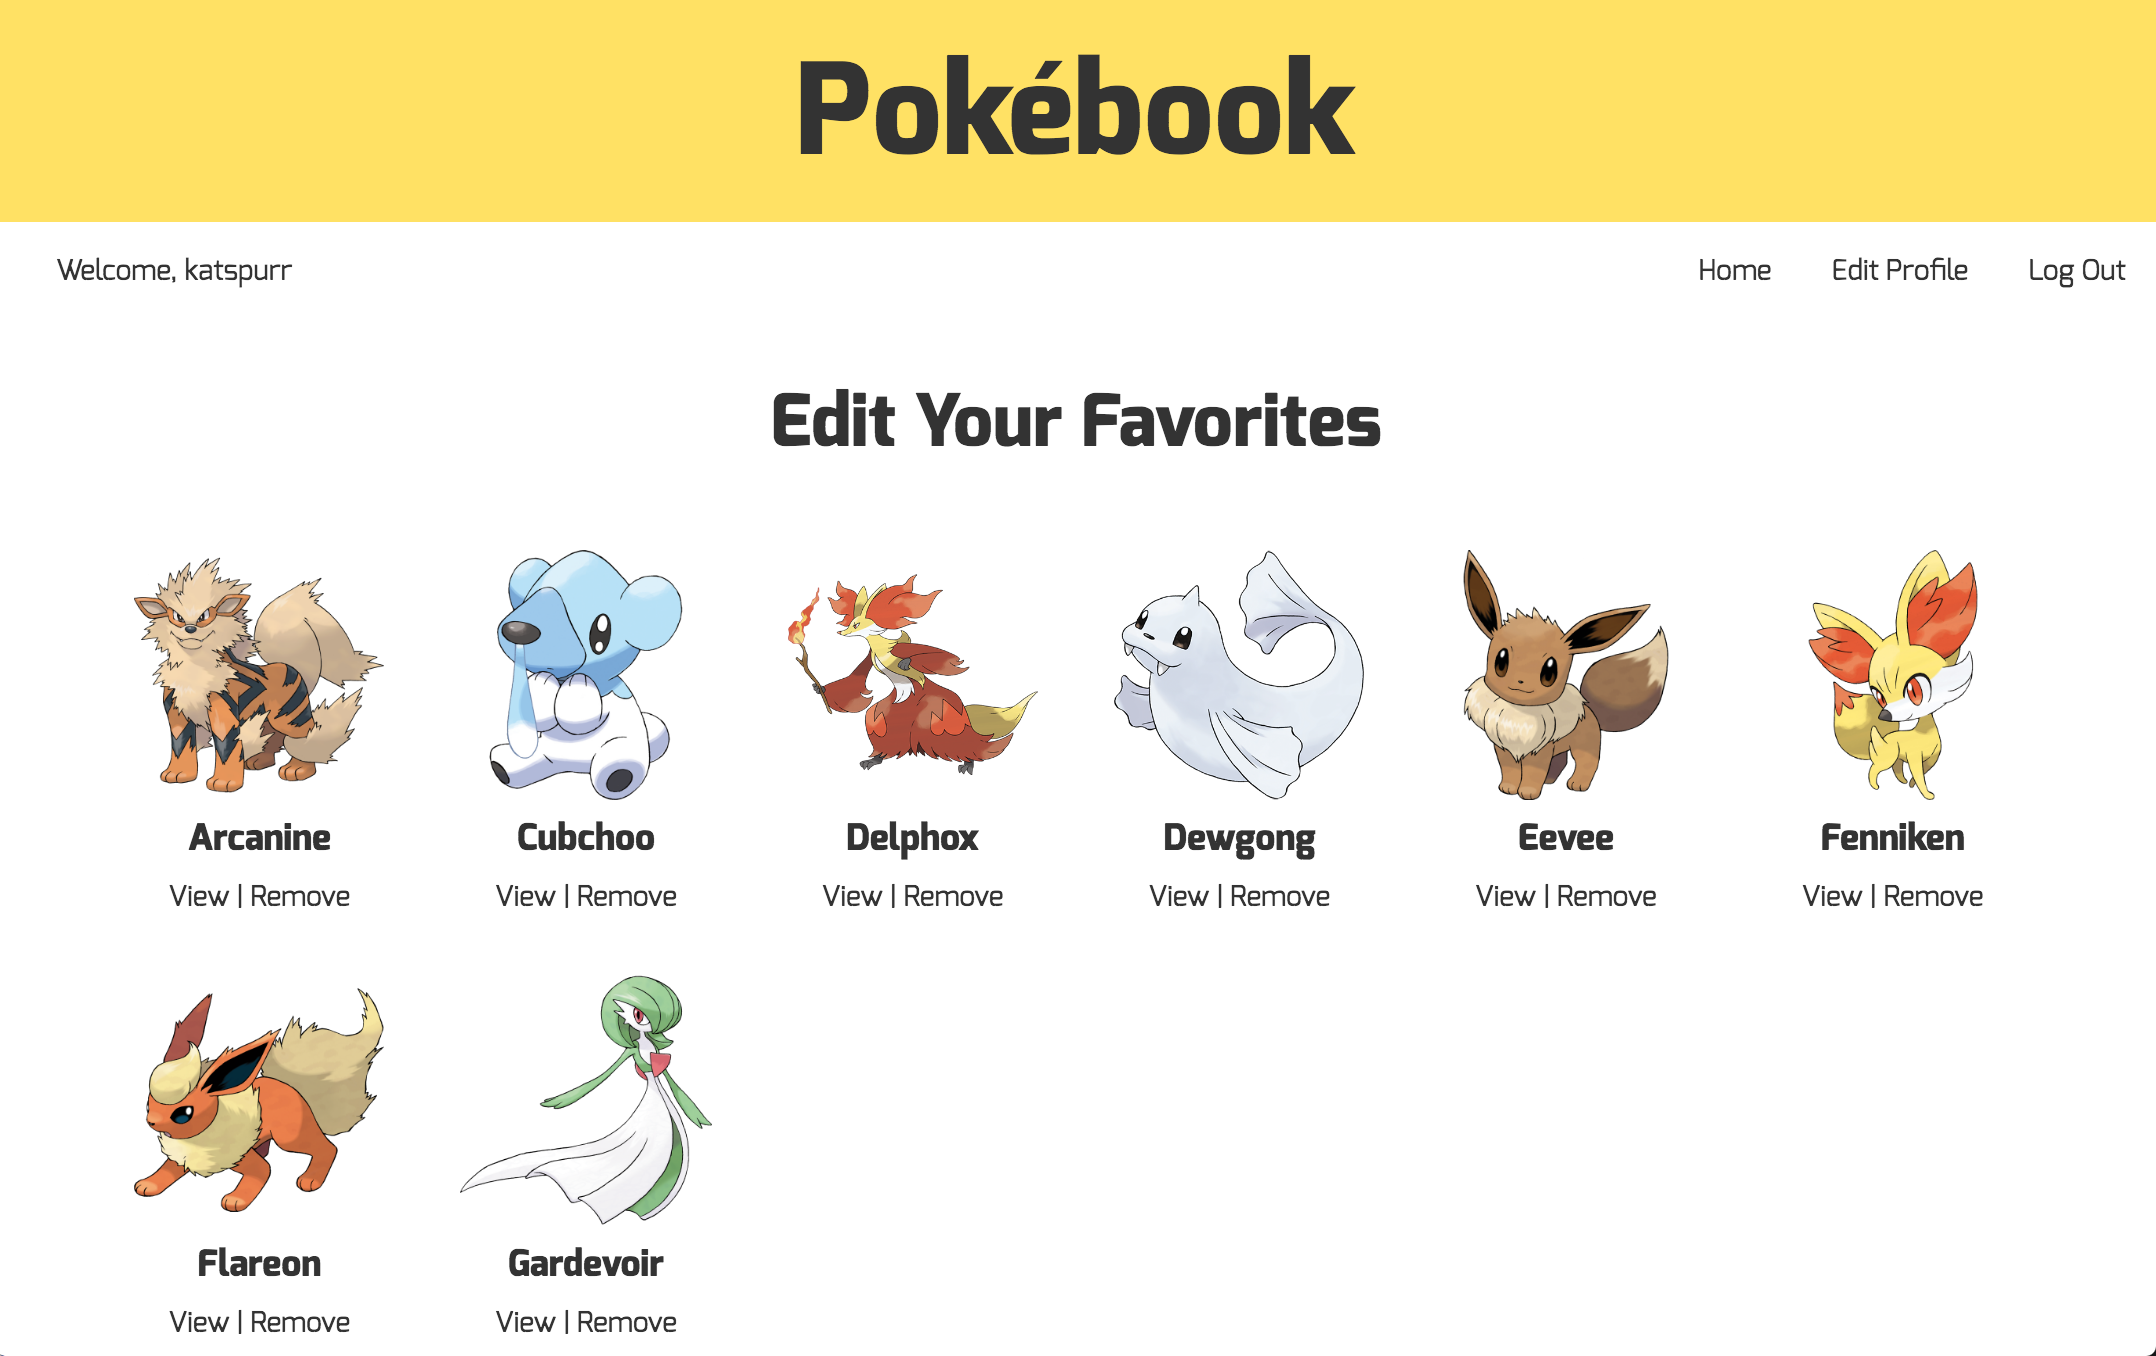 Pokébook
Welcome, katspurr
Home Edit Profile Log Out
Edit Your Favorites
Arcanine Cubchoo Delphox Dewgong Eevee Fenniken
View | Remove View | Remove View | Remove View | Remove View | Remove View | Remove
Flareon Gardevoir
View | Remove View | Remove